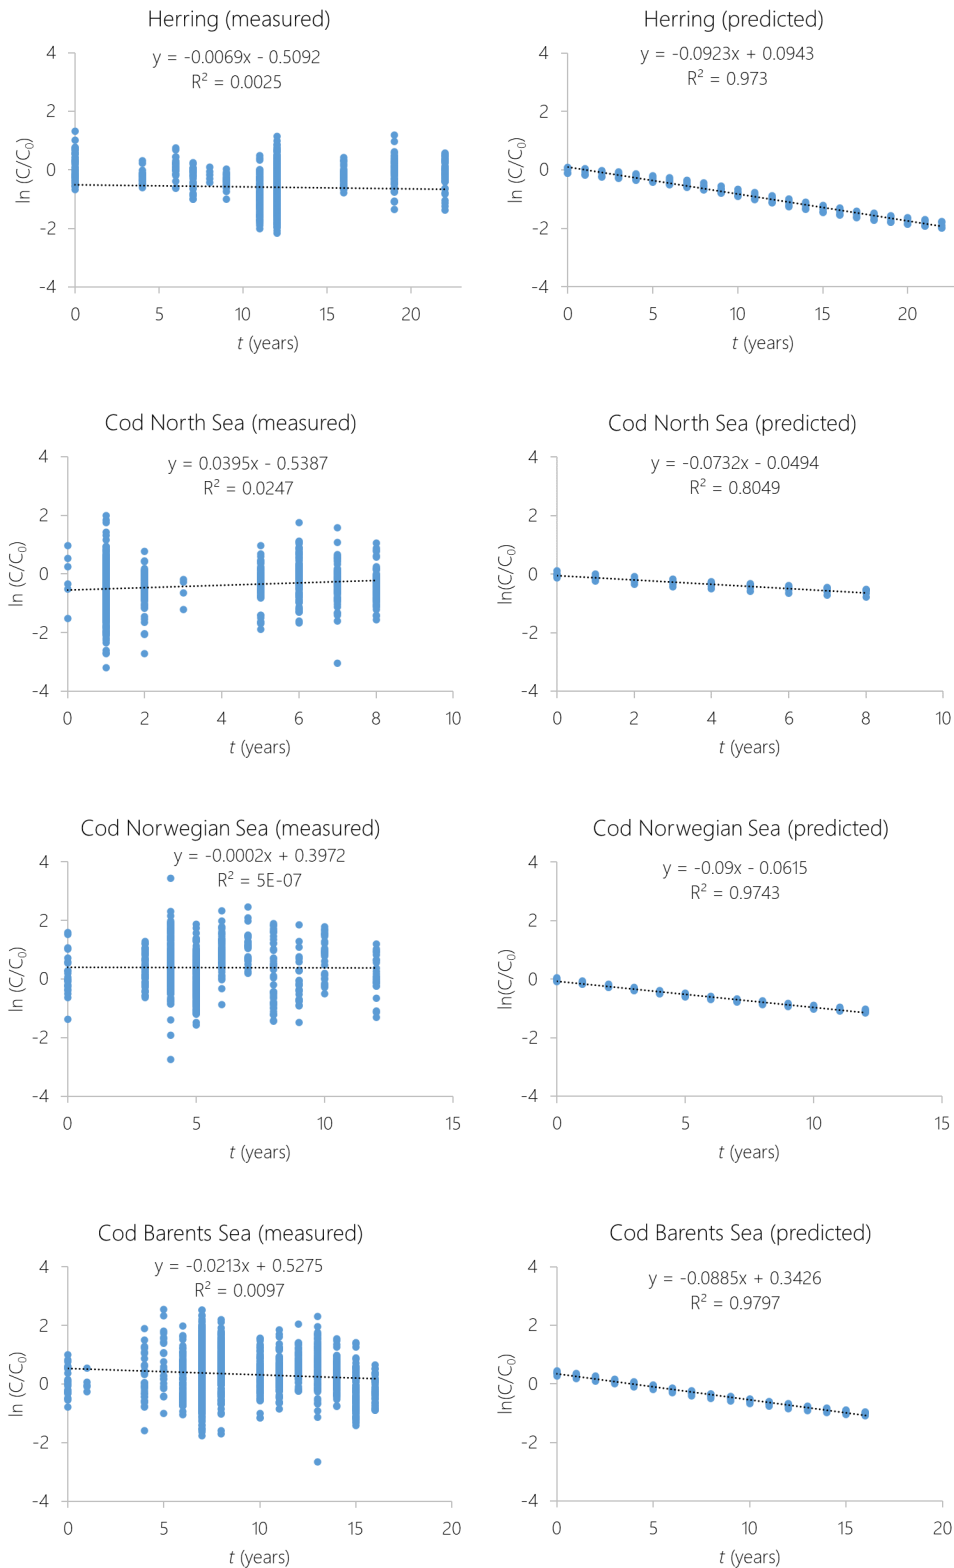 Herring (measured)
y = -0.0069x - 0.5092
R² = 0.0025
ln (C/C₀)
4
2
0
-2
-4
0 5 10 15 20
t (years)
Herring (predicted)
y = -0.0923x + 0.0943
R² = 0.973
ln (C/C₀)
4
2
0
-2
-4
0 5 10 15 20
t (years)
Cod North Sea (measured)
y = 0.0395x - 0.5387
R² = 0.0247
ln (C/C₀)
4
2
0
-2
-4
0 2 4 6 8 10
t (years)
Cod North Sea (predicted)
y = -0.0732x - 0.0494
R² = 0.8049
ln(C/C₀)
4
2
0
-2
-4
0 2 4 6 8 10
t (years)
Cod Norwegian Sea (measured)
y = -0.0002x + 0.3972
R² = 5E-07
ln (C/C₀)
4
2
0
-2
-4
0 5 10 15
t (years)
Cod Norwegian Sea (predicted)
y = -0.09x - 0.0615
R² = 0.9743
ln(C/C₀)
4
2
0
-2
-4
0 5 10 15
t (years)
Cod Barents Sea (measured)
y = -0.0213x + 0.5275
R² = 0.0097
ln (C/C₀)
4
2
0
-2
-4
0 5 10 15 20
t (years)
Cod Barents Sea (predicted)
y = -0.0885x + 0.3426
R² = 0.9797
ln(C/C₀)
4
2
0
-2
-4
0 5 10 15 20
t (years)